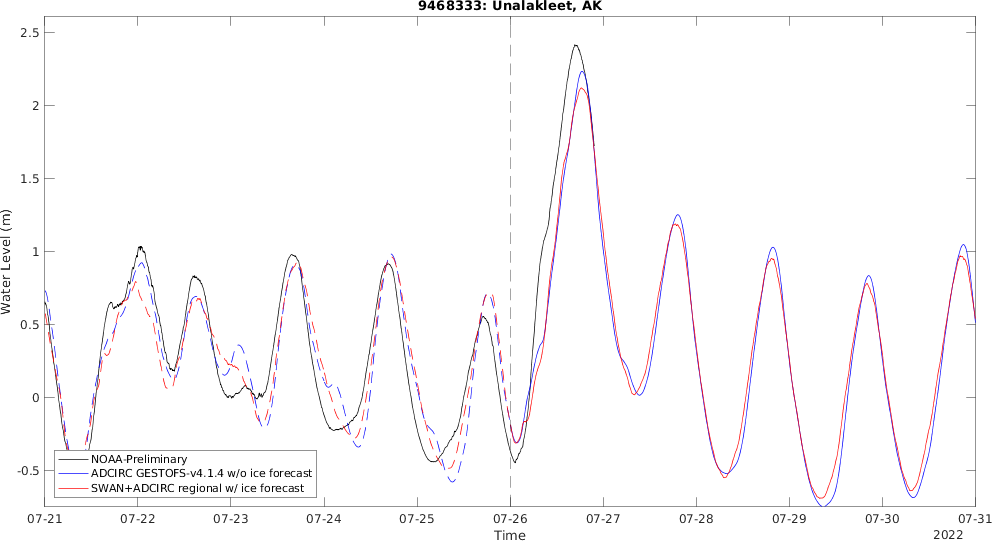 9468333: Unalakleet, AK
Water Level (m)
2.5
2
1.5
1
0.5
0
-0.5
NOAA-Preliminary
ADCIRC GESTOFS-v4.1.4 w/o ice forecast
SWAN+ADCIRC regional w/ ice forecast
07-21 07-22 07-23 07-24 07-25 07-26 07-27 07-28 07-29 07-30 07-31
Time
2022